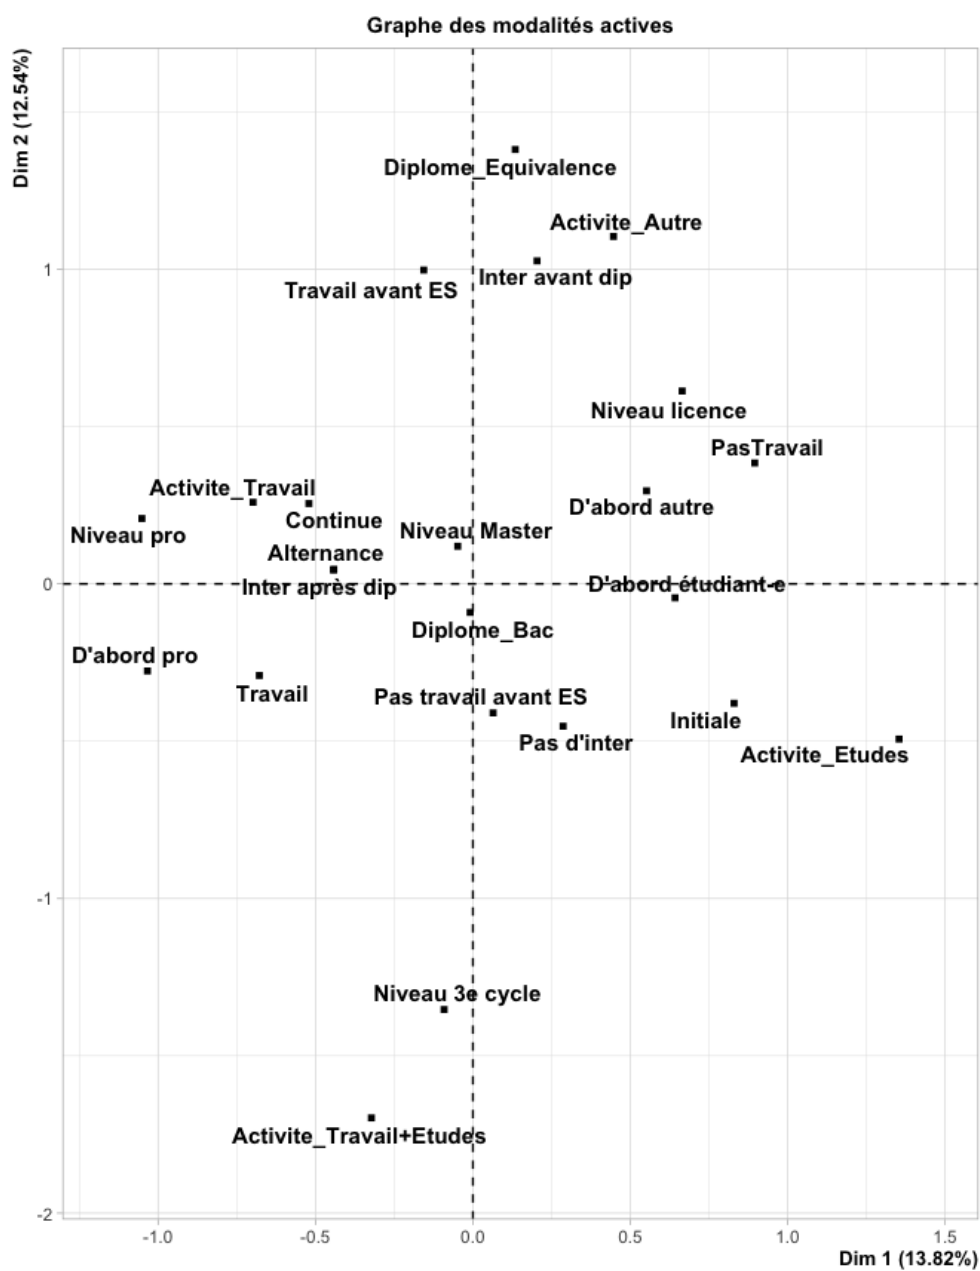 Graphe des modalités actives
Dim 2 (12.54%)
Diplome_Equivalence
Activite_Autre
Inter avant dip
1
Travail avant ES
Niveau licence
PasTravail
Activite_Travail
D'abord autre
Continue
Niveau pro
Niveau Master
Alternance
0
D'abord étudiant-e
Inter après dip
Diplome_Bac
D'abord pro
Travail
Pas travail avant ES
Initiale
Pas d'inter
Activite_Etudes
-1
Niveau 3e cycle
Activite_Travail+Etudes
-2
-1.0 -0.5 0.0 0.5 1.0 1.5
Dim 1 (13.82%)